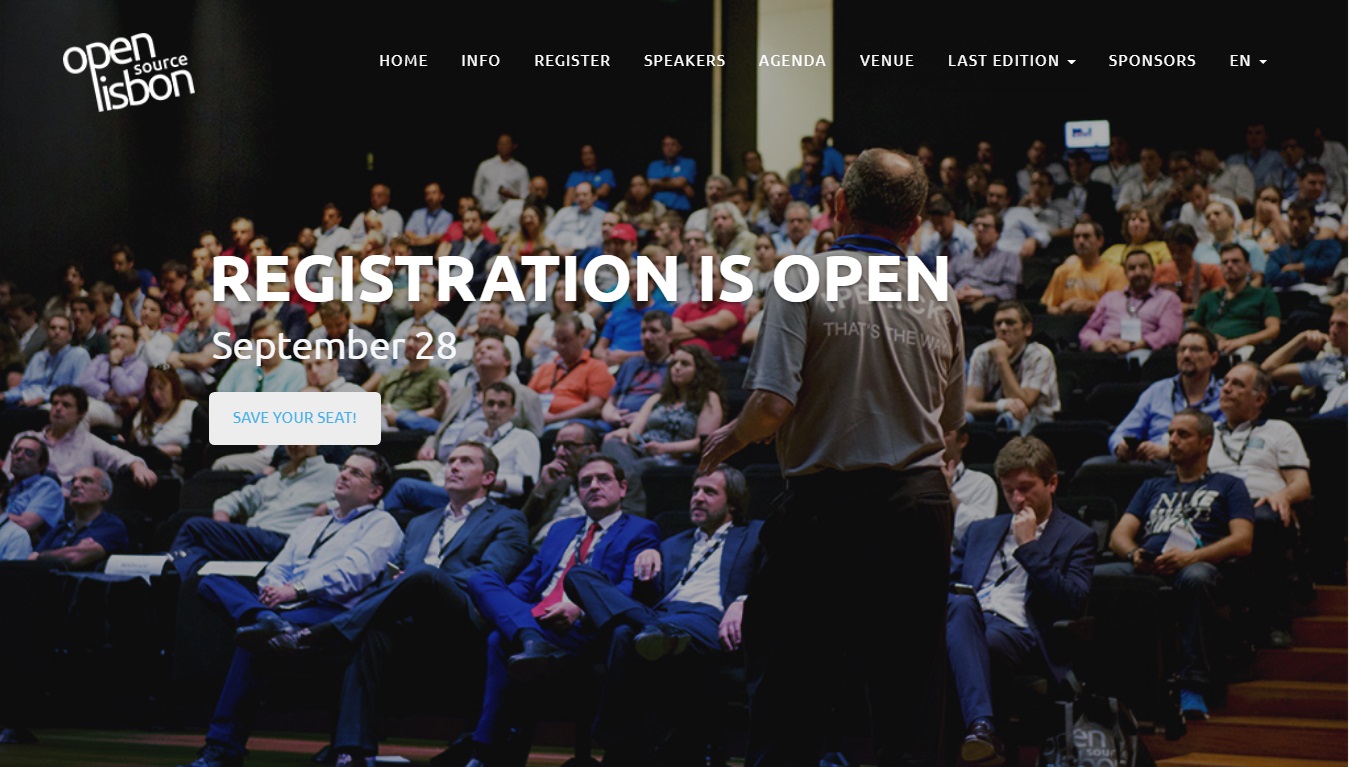 open
source
lisbon
HOME INFO REGISTER SPEAKERS AGENDA VENUE LAST EDITION SPONSORS EN
REGISTRATION IS OPEN
September 28
SAVE YOUR SEAT!
THAT'S THE WAY